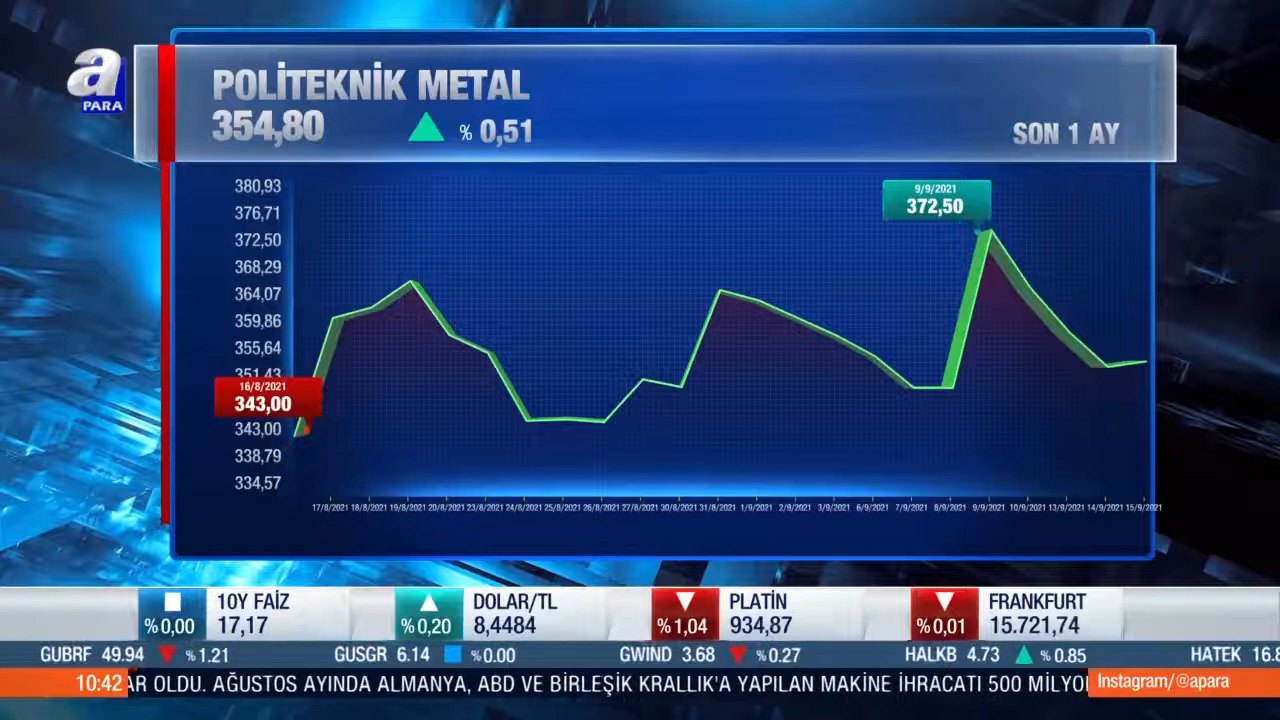 a
PARA
POLİTEKNİK METAL
354,80 % 0,51
SON 1 AY
380,93
376,71
372,50
368,29
364,07
359,86
355,64
351,43
343,00
338,79
334,57
9/9/2021
372,50
16/8/2021
343,00
17/8/2021 18/8/2021 19/8/2021 20/8/2021 23/8/2021 24/8/2021 25/8/2021 26/8/2021 27/8/2021 30/8/2021 31/8/2021 1/9/2021 2/9/2021 3/9/2021 6/9/2021 7/9/2021 8/9/2021 9/9/2021 10/9/2021 13/9/2021 14/9/2021 15/9/2021
% 0,00 10Y FAİZ 17,17
% 0,20 DOLAR/TL 8,4484
% 1,04 PLATİN 934,87
% 0,01 FRANKFURT 15.721,74
GUBRF 49.94 % 1.21 GUSGR 6.14 % 0.00 GWIND 3.68 % 0.27 HALKB 4.73 % 0.85 HATEK 16.8
10:42 AR OLDU. AĞUSTOS AYINDA ALMANYA, ABD VE BİRLEŞİK KRALLIK'A YAPILAN MAKİNE İHRACATI 500 MİLYO Instagram/@apara